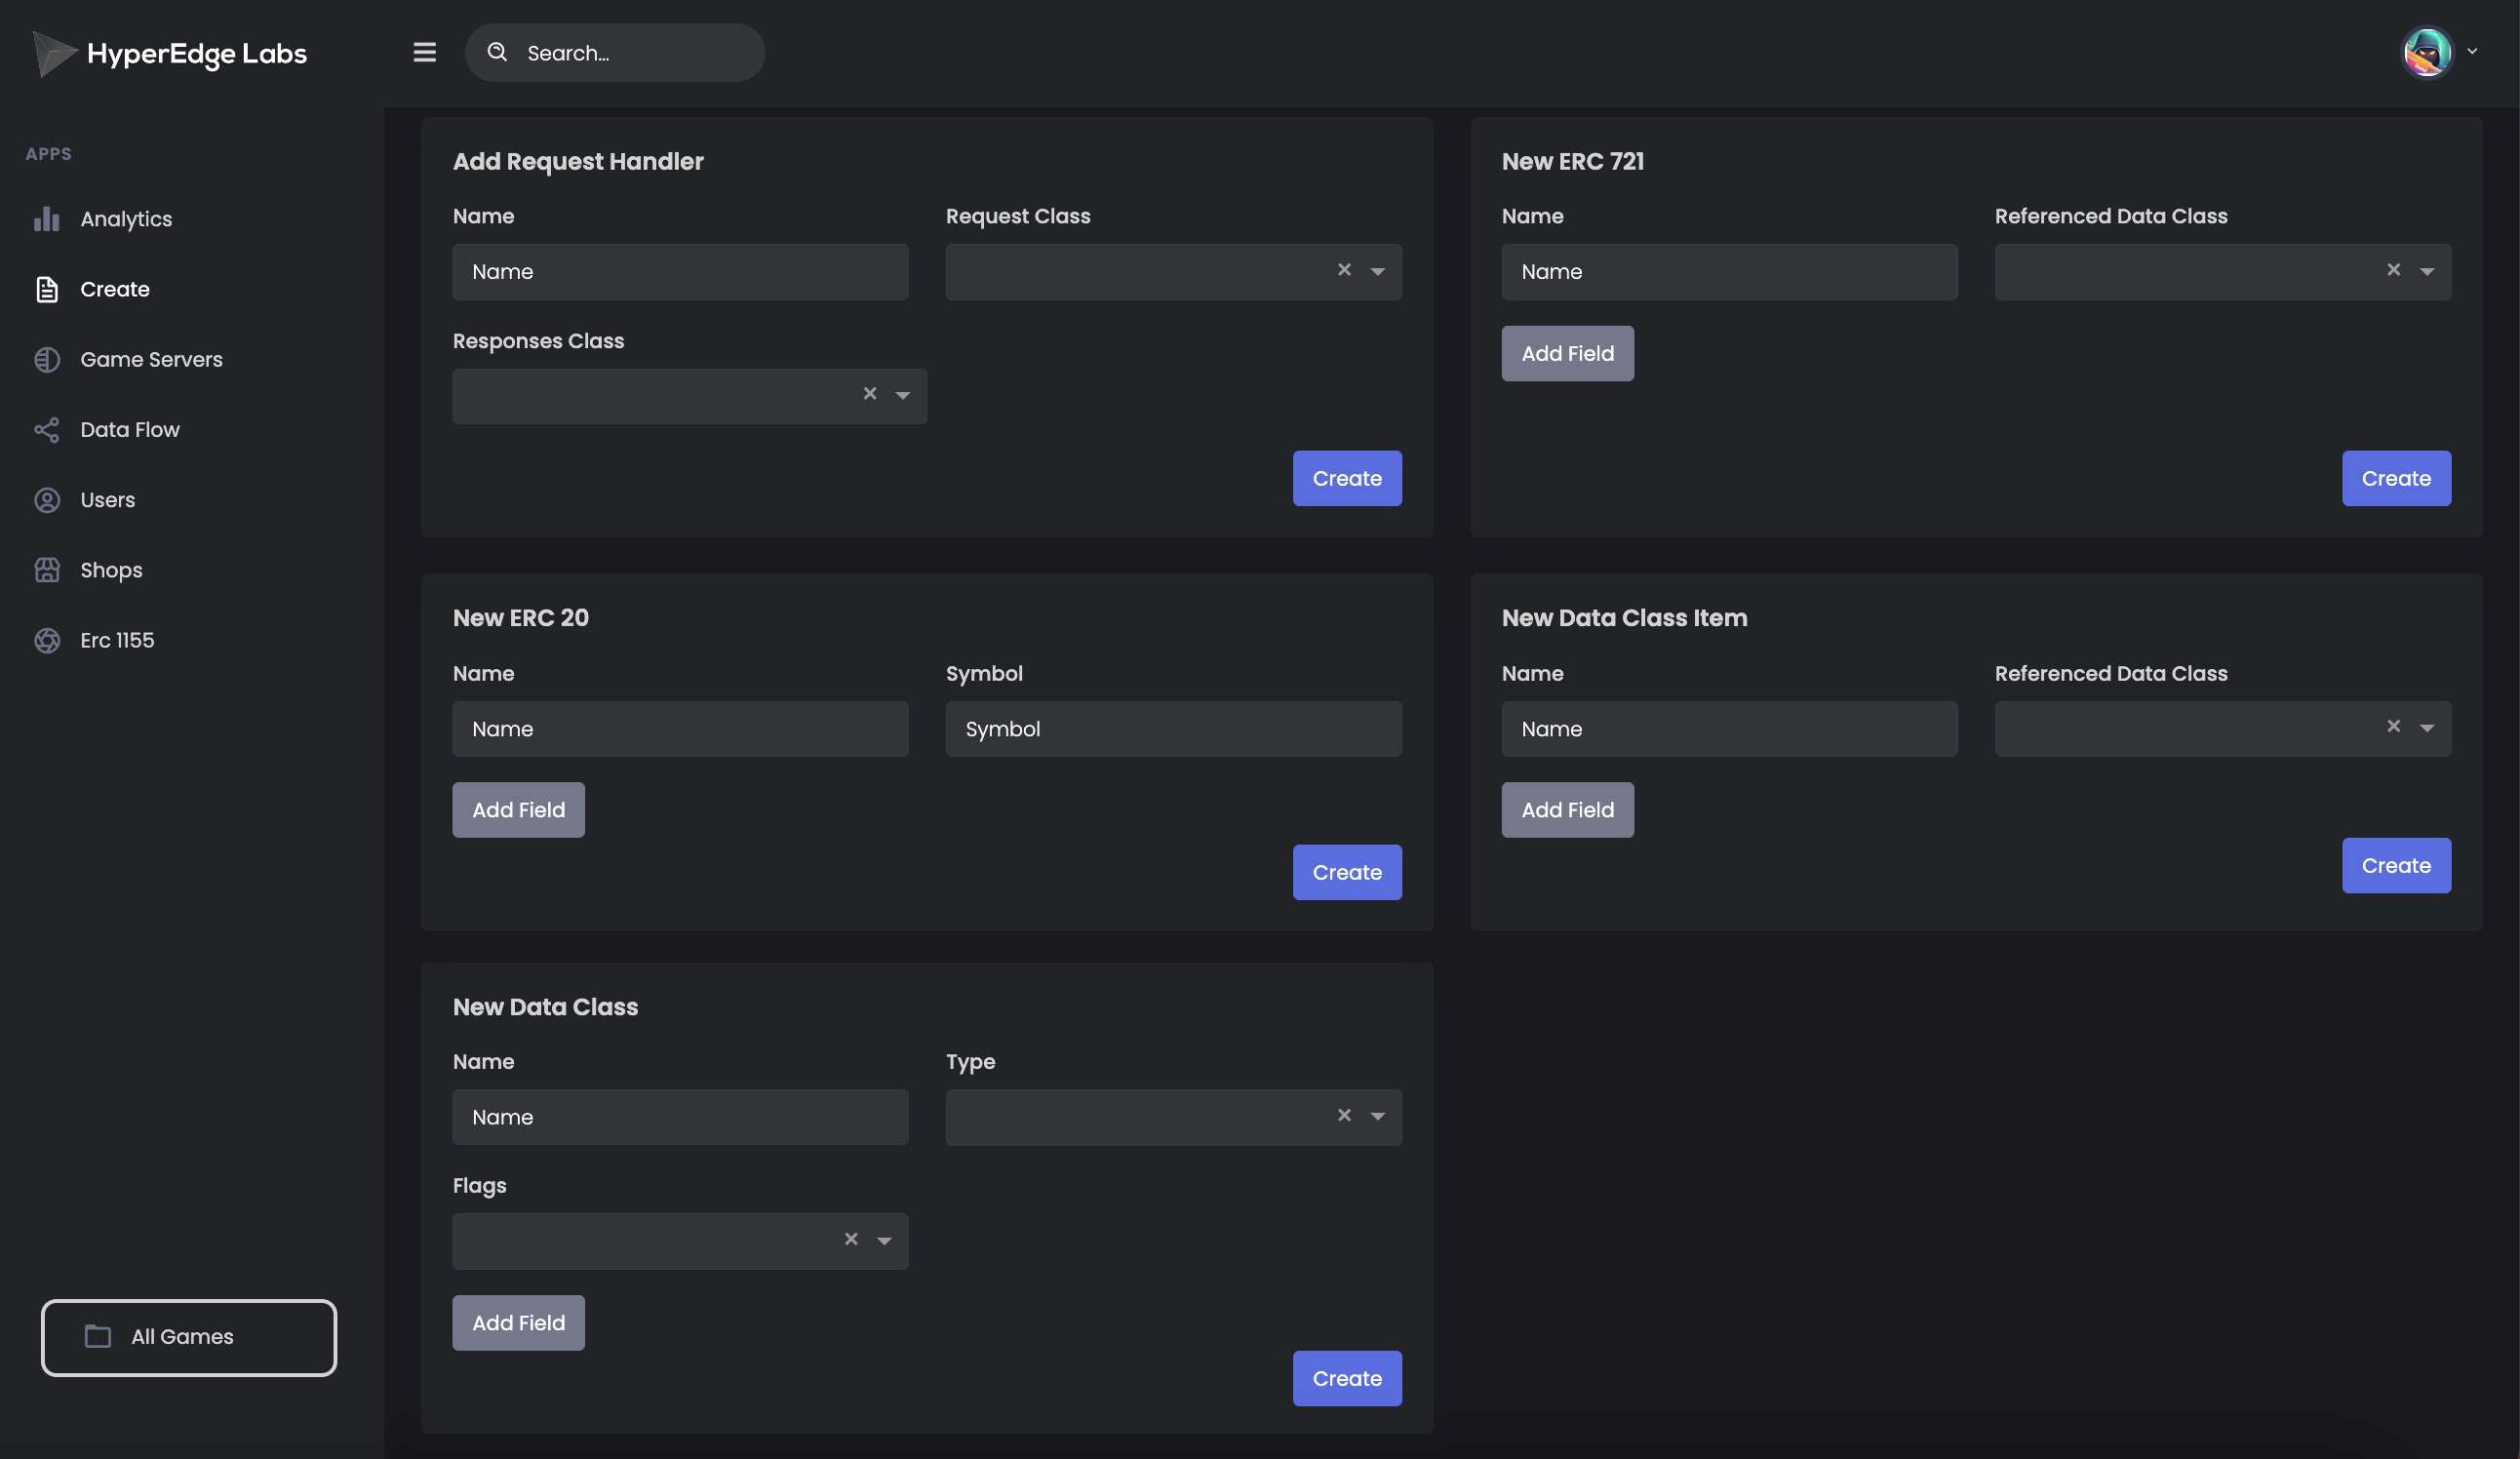 HyperEdge Labs
Search...
APPS
Analytics
Create
Game Servers
Data Flow
Users
Shops
Erc 1155
All Games
Add Request Handler
Name
Request Class
Name
Responses Class
Create
New ERC 721
Name
Referenced Data Class
Name
Add Field
Create
New ERC 20
Name
Symbol
Name
Symbol
Add Field
Create
New Data Class Item
Name
Referenced Data Class
Name
Add Field
Create
New Data Class
Name
Type
Name
Flags
Add Field
Create